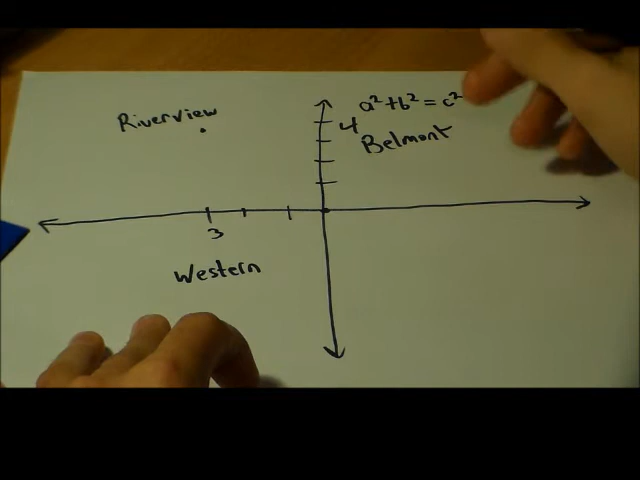 Riverview
a² + b² = c²
4
Belmont
3
Western